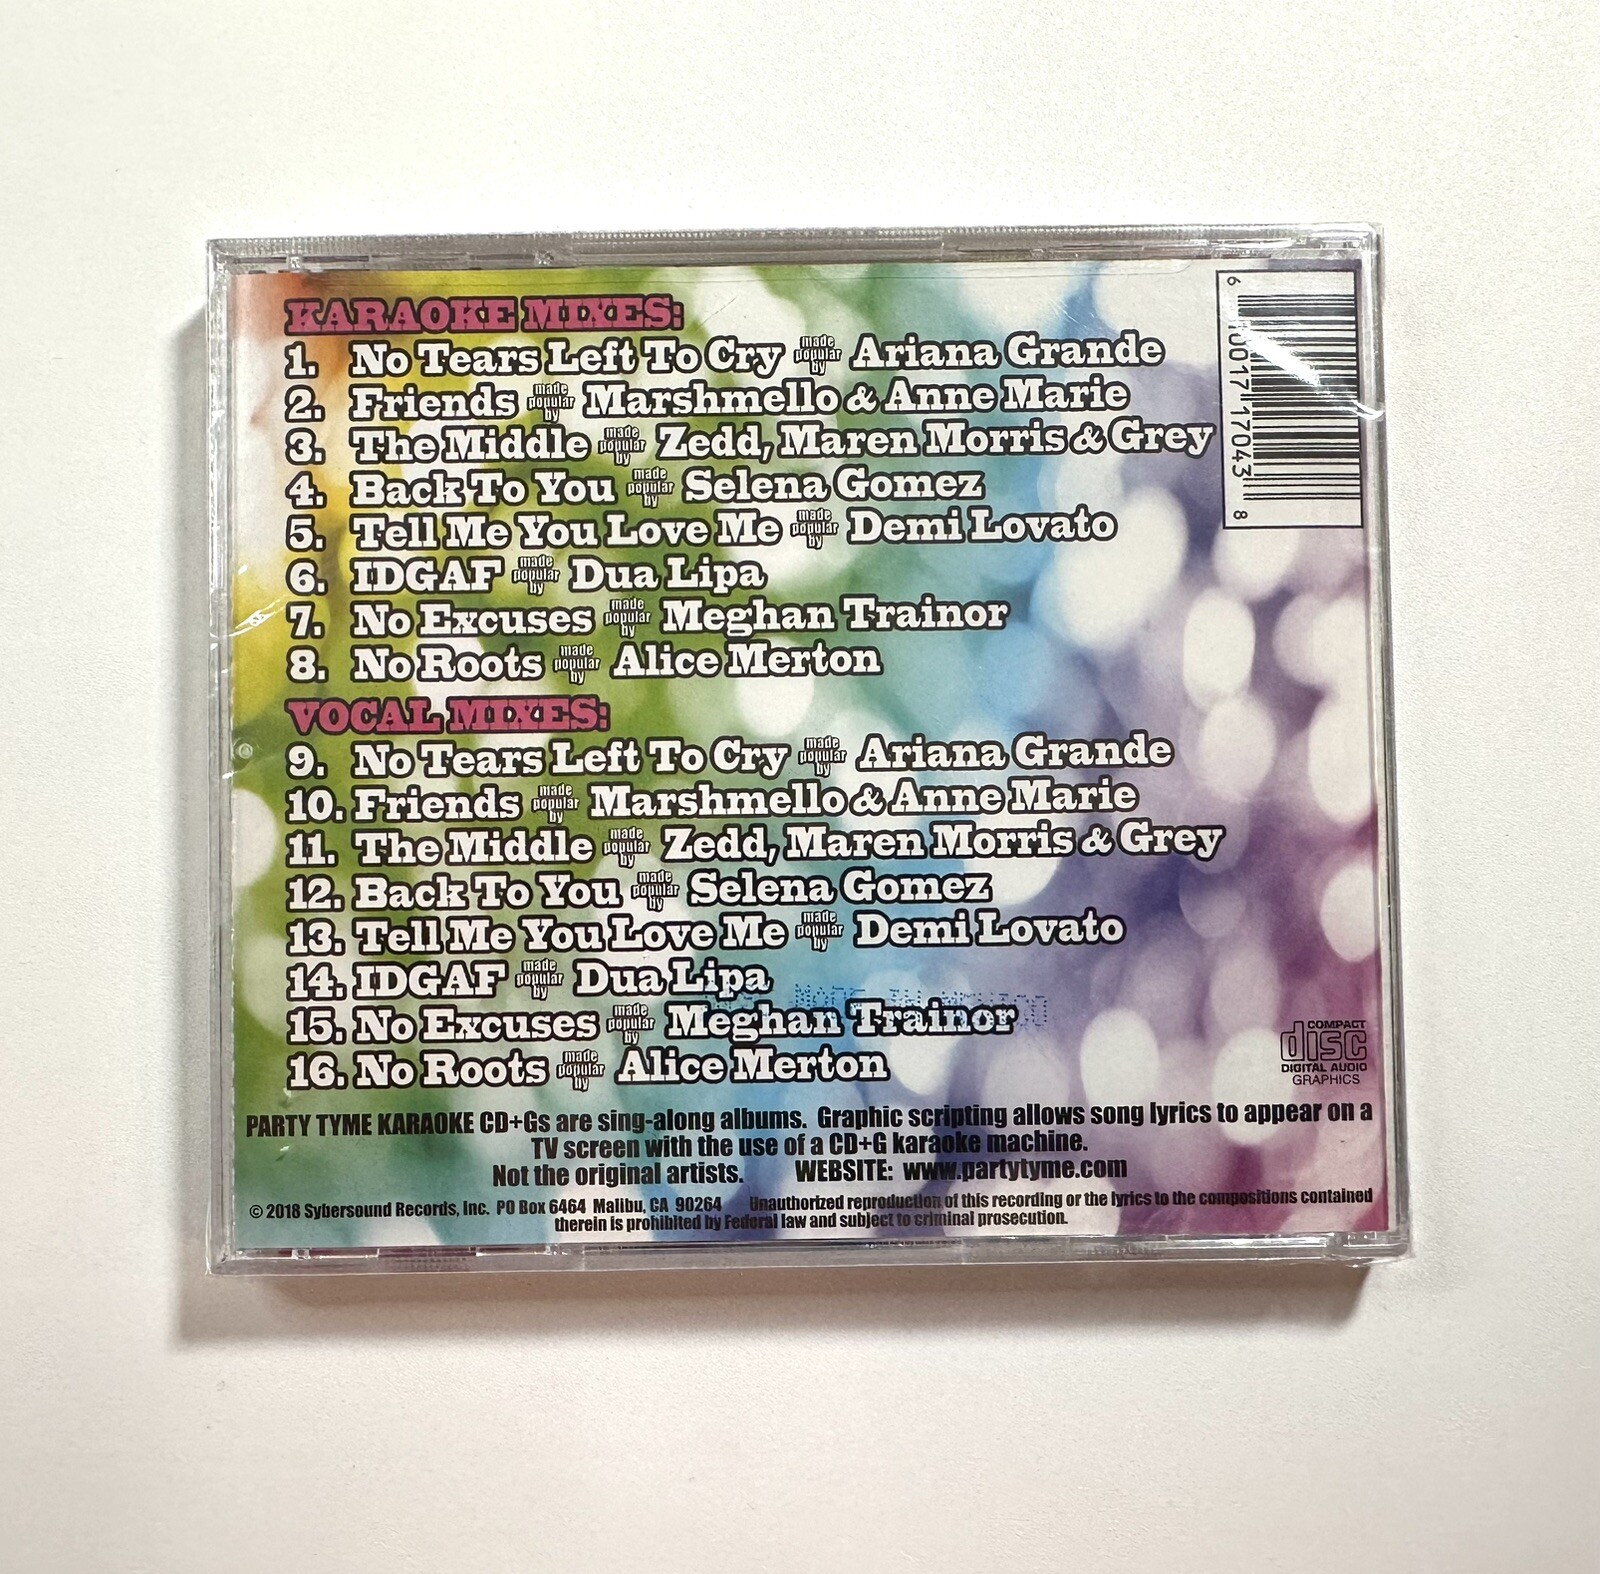 KARAOKE MIXES:
1. No Tears Left To Cry made popular by Ariana Grande
2. Friends made popular by Marshmello & Anne Marie
3. The Middle made popular by Zedd, Maren Morris & Grey
4. Back To You made popular by Selena Gomez
5. Tell Me You Love Me made popular by Demi Lovato
6. IDGAF made popular by Dua Lipa
7. No Excuses made popular by Meghan Trainor
8. No Roots made popular by Alice Merton
VOCAL MIXES:
9. No Tears Left To Cry made popular by Ariana Grande
10. Friends made popular by Marshmello & Anne Marie
11. The Middle made popular by Zedd, Maren Morris & Grey
12. Back To You made popular by Selena Gomez
13. Tell Me You Love Me made popular by Demi Lovato
14. IDGAF made popular by Dua Lipa
15. No Excuses made popular by Meghan Trainor
16. No Roots made popular by Alice Merton
COMPACT
disc
DIGITAL AUDIO
GRAPHICS
PARTY TYME KARAOKE CD+Gs are sing-along albums. Graphic scripting allows song lyrics to appear on a
TV screen with the use of a CD+G karaoke machine.
Not the original artists. WEBSITE: www.partytyme.com
© 2018 Sybersound Records, Inc. PO Box 6464 Malibu, CA 90264 Unauthorized reproduction of this recording or the lyrics to the compositions contained
therein is prohibited by Federal law and subject to criminal prosecution.
17043 8